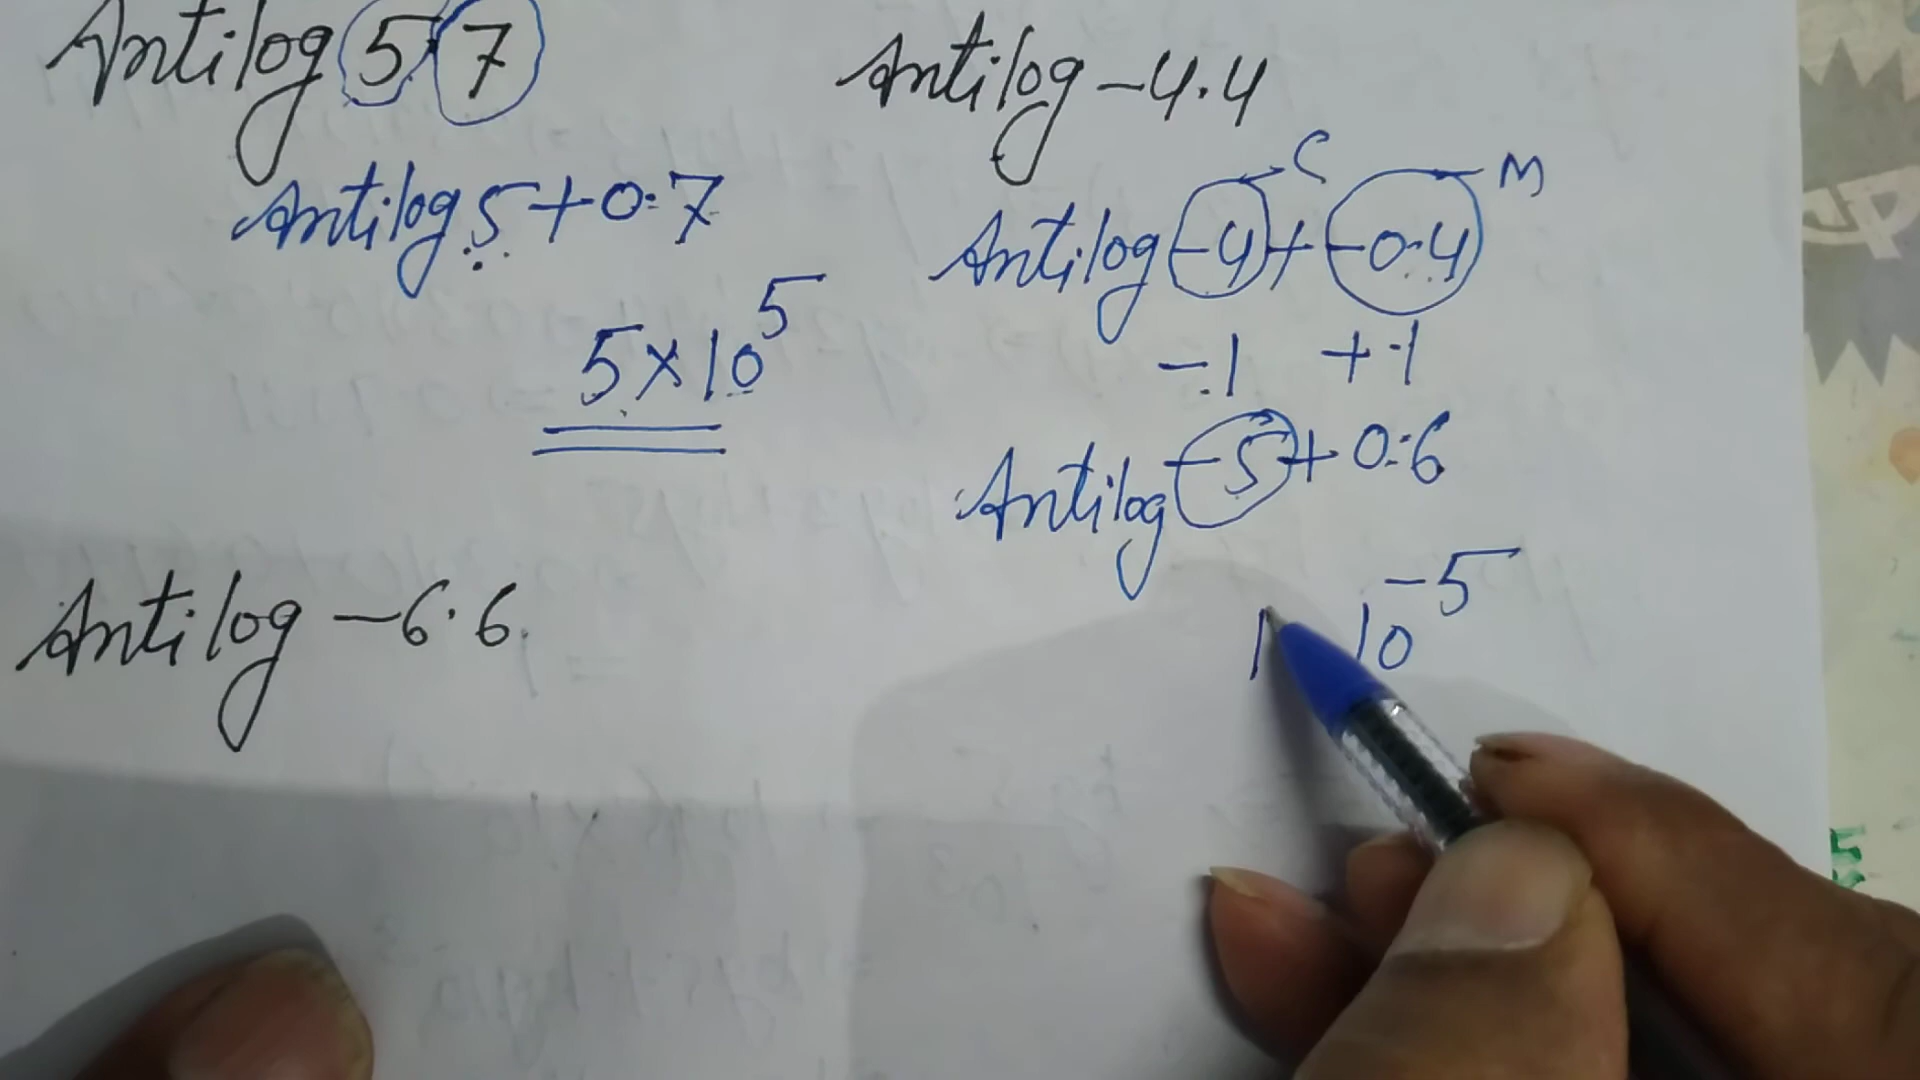 Antilog 5.7
Antilog 5+0.7
5×10^5
Antilog -6.6
Antilog -4.4
C M
Antilog -4 + -0.4
-1 +.1
Antilog -5+0.6
10^-5